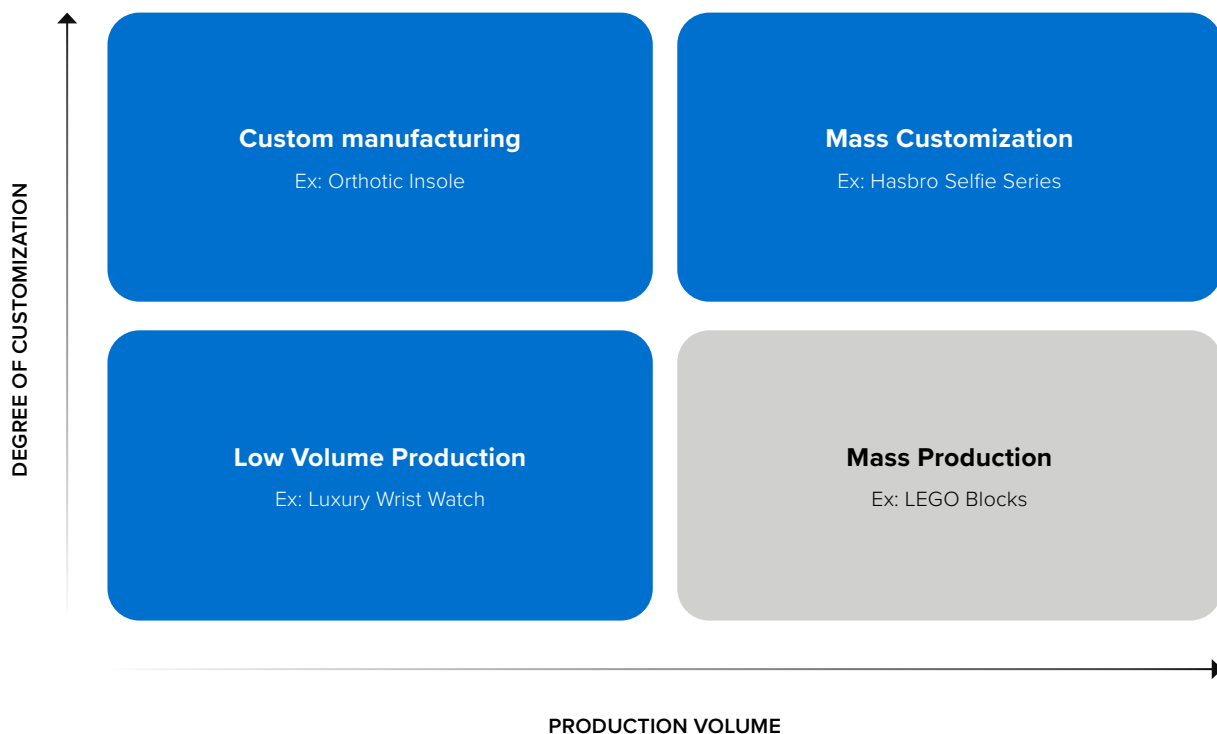 DEGREE OF CUSTOMIZATION
Custom manufacturing
Ex: Orthotic Insole
Mass Customization
Ex: Hasbro Selfie Series
Low Volume Production
Ex: Luxury Wrist Watch
Mass Production
Ex: LEGO Blocks
PRODUCTION VOLUME